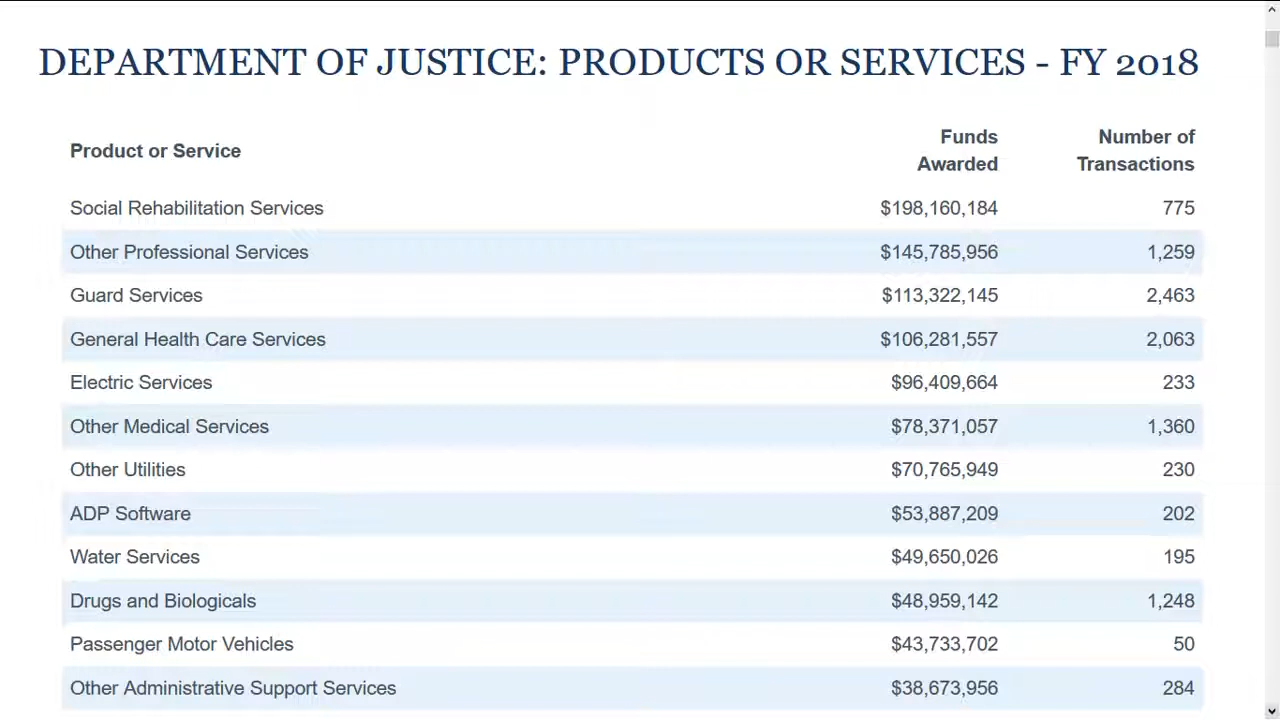 DEPARTMENT OF JUSTICE: PRODUCTS OR SERVICES - FY 2018
Product or Service Funds Awarded Number of Transactions
Social Rehabilitation Services $198,160,184 775
Other Professional Services $145,785,956 1,259
Guard Services $113,322,145 2,463
General Health Care Services $106,281,557 2,063
Electric Services $96,409,664 233
Other Medical Services $78,371,057 1,360
Other Utilities $70,765,949 230
ADP Software $53,887,209 202
Water Services $49,650,026 195
Drugs and Biologicals $48,959,142 1,248
Passenger Motor Vehicles $43,733,702 50
Other Administrative Support Services $38,673,956 284